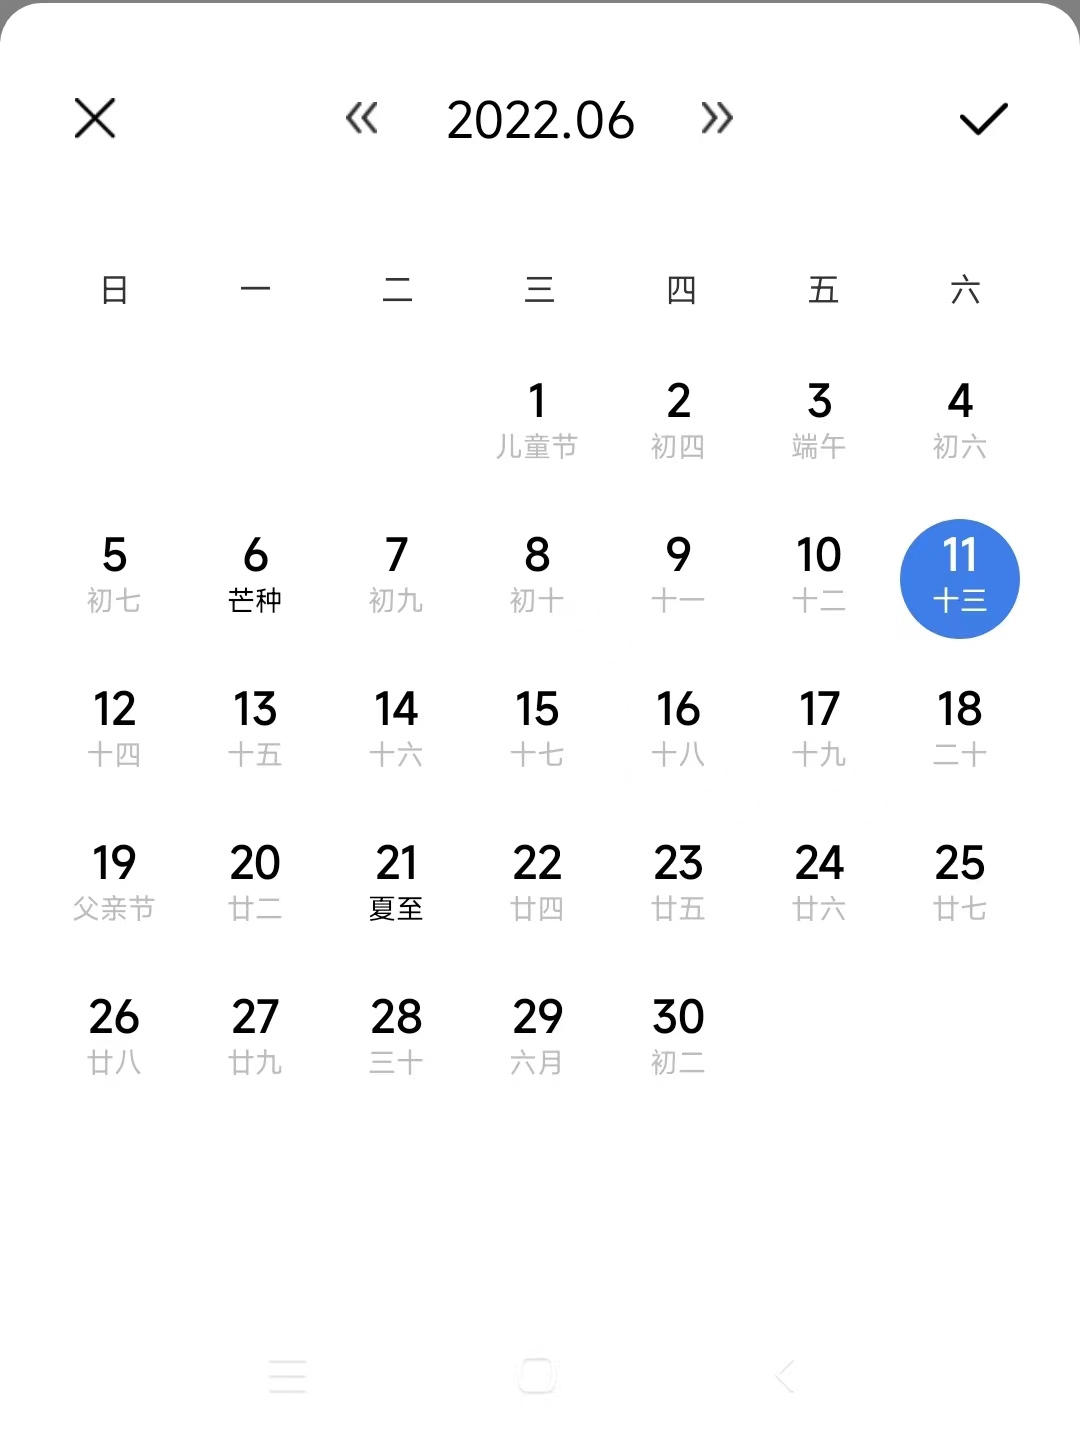 2022.06
日 一 二 三 四 五 六
1 2 3 4
儿童节 初四 端午 初六
5 6 7 8 9 10 11
初七 芒种 初九 初十 十一 十二 十三
12 13 14 15 16 17 18
十四 十五 十六 十七 十八 十九 二十
19 20 21 22 23 24 25
父亲节 廿二 夏至 廿四 廿五 廿六 廿七
26 27 28 29 30
廿八 廿九 三十 六月 初二